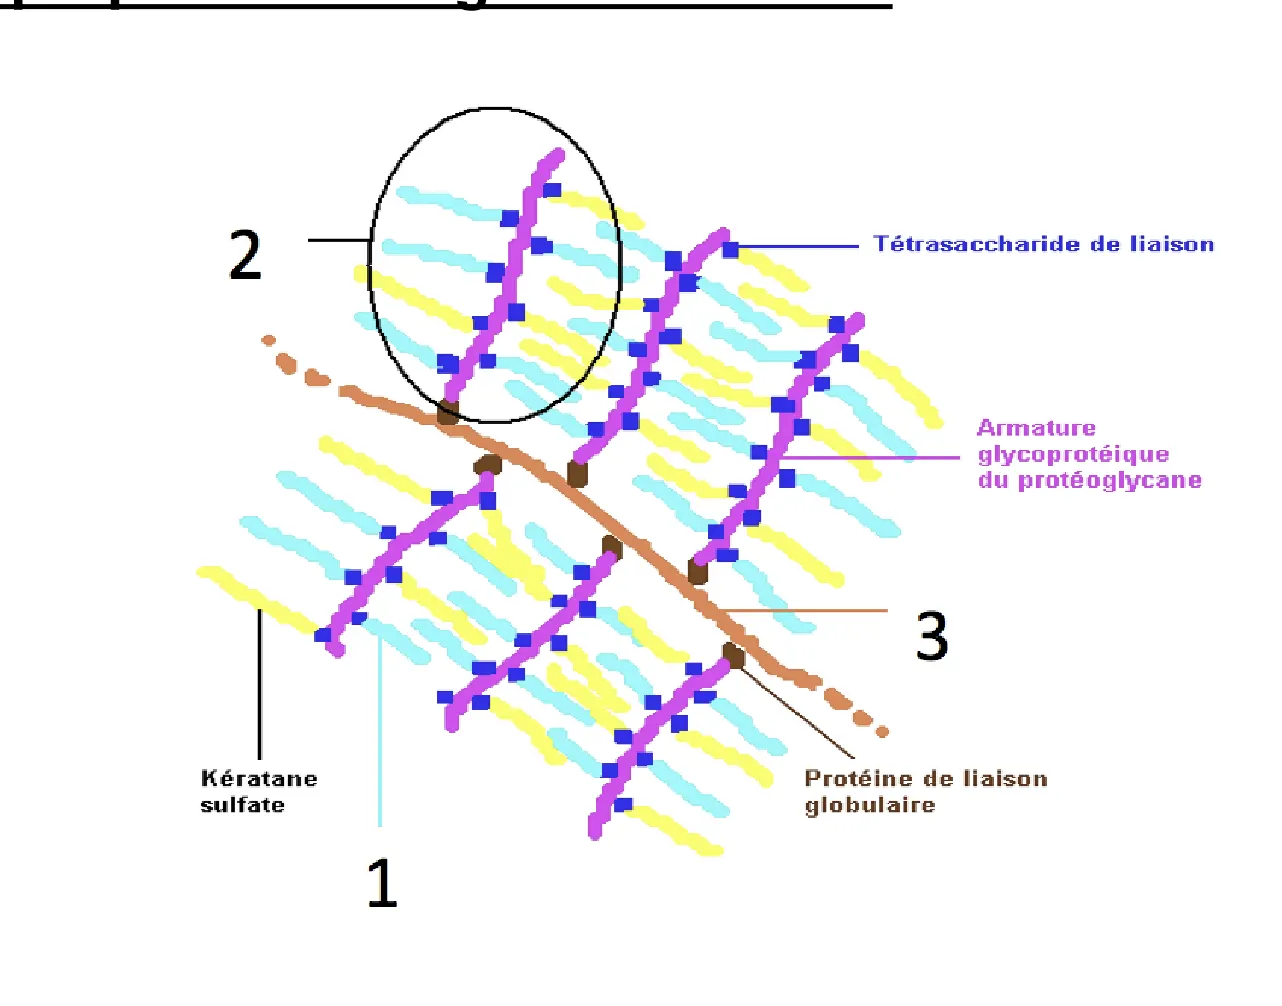 2
Tétrasaccharide de liaison
Armature
glycoprotéique
du protéoglycane
3
Kératane
sulfate
Protéine de liaison
globulaire
1